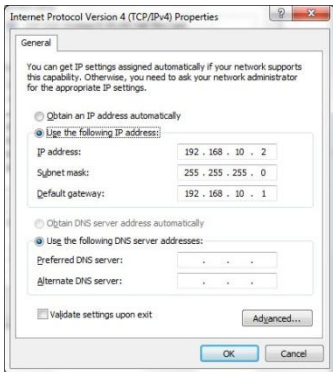 Internet Protocol Version 4 (TCP/IPv4) Properties
General
You can get IP settings assigned automatically if your network supports
this capability. Otherwise, you need to ask your network administrator
for the appropriate IP settings.
Obtain an IP address automatically
Use the following IP address:
IP address: 192 . 168 . 10 . 2
Subnet mask: 255 . 255 . 255 . 0
Default gateway: 192 . 168 . 10 . 1
Obtain DNS server address automatically
Use the following DNS server addresses:
Preferred DNS server: . . .
Alternate DNS server: . . .
Validate settings upon exit
Advanced...
OK Cancel